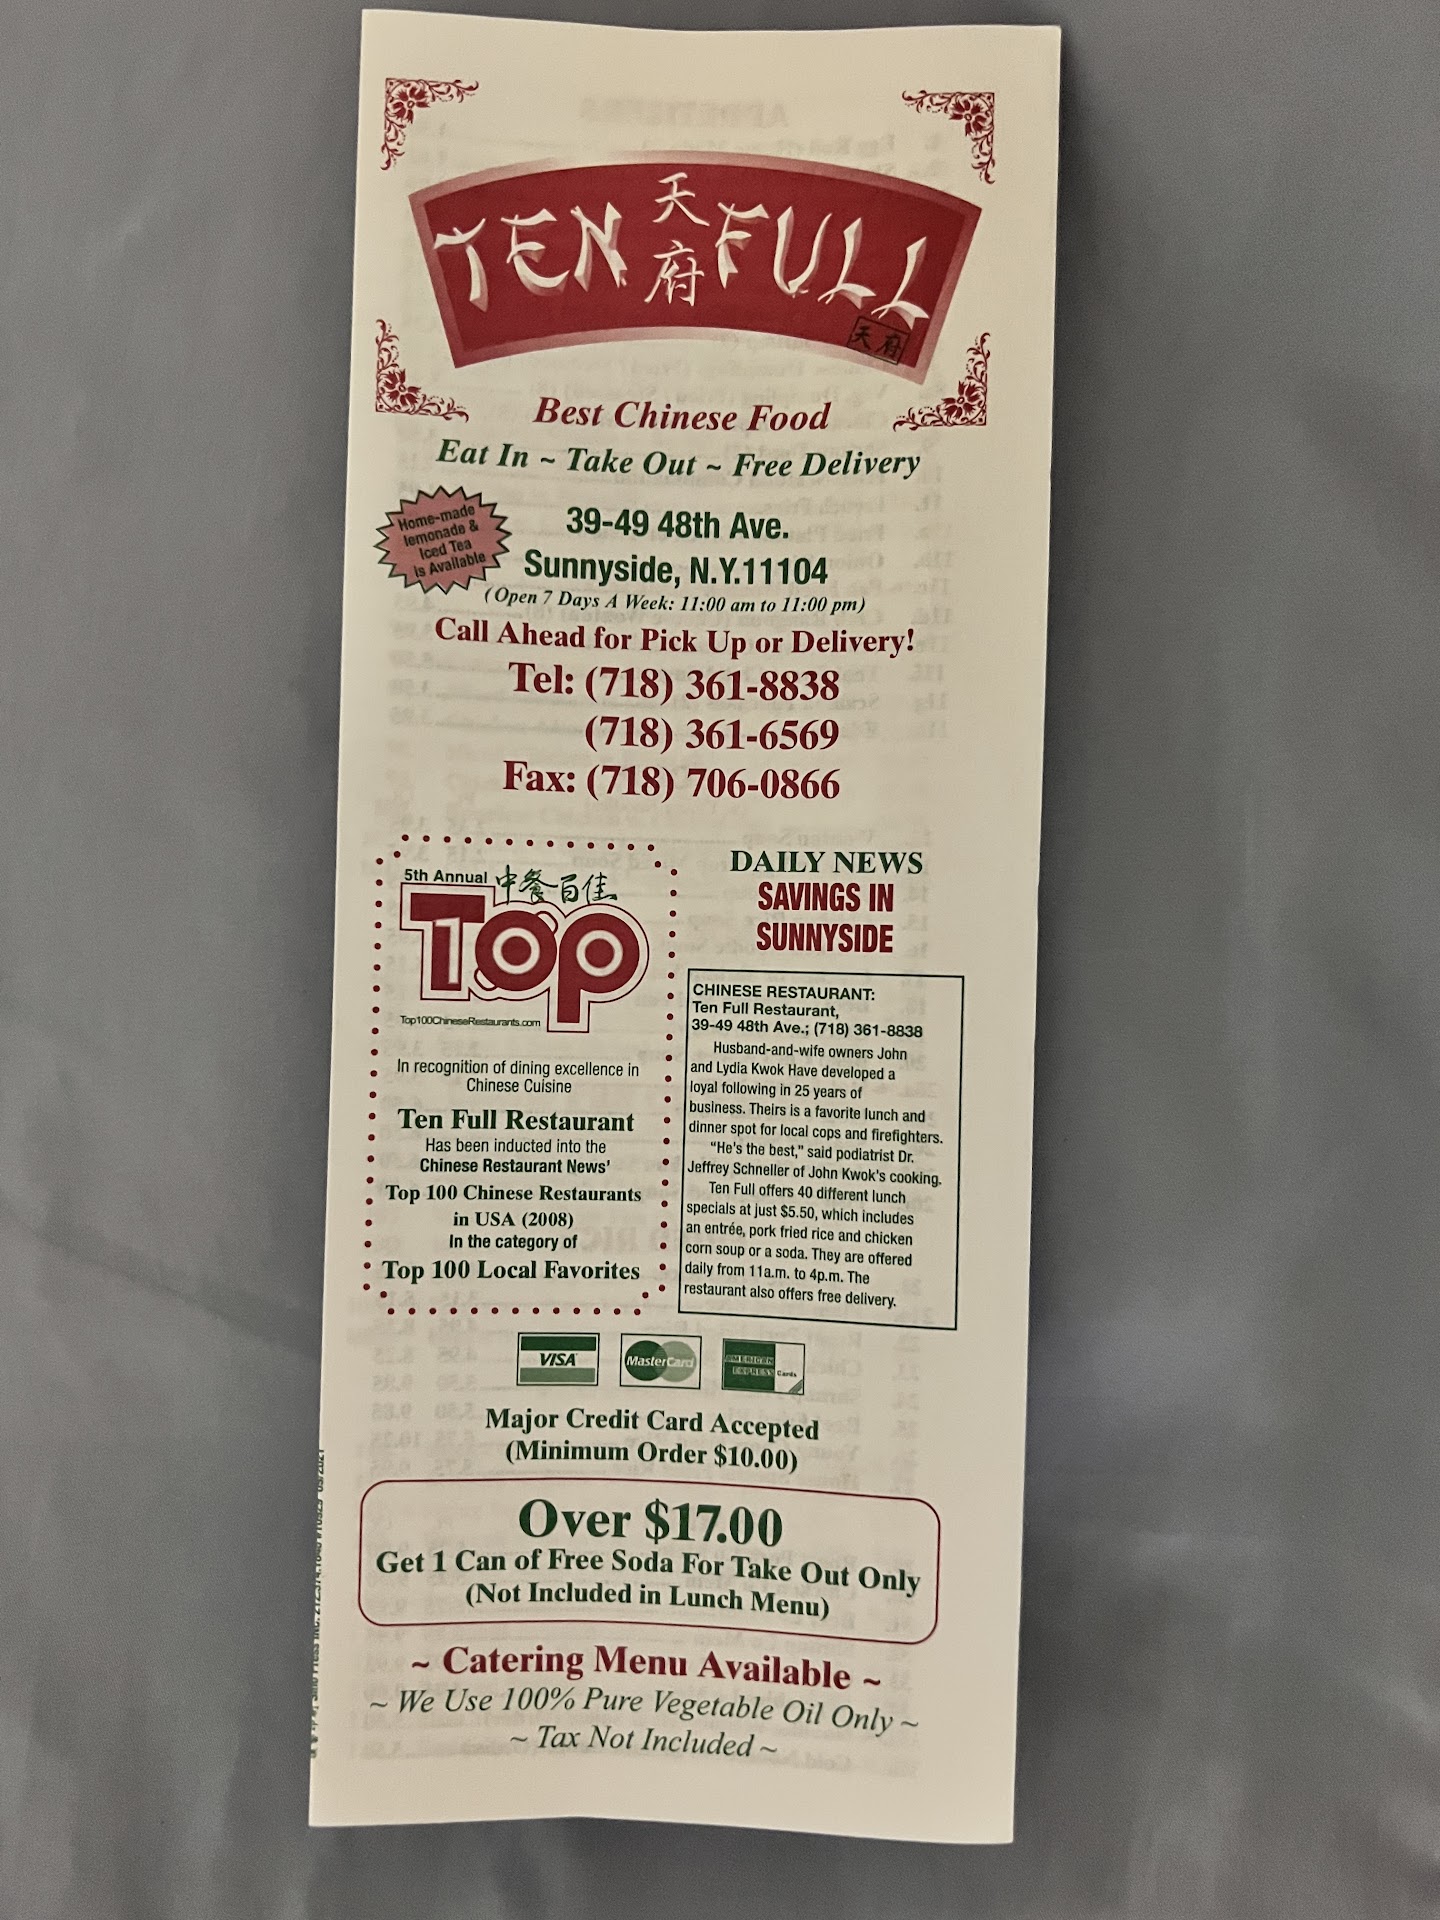 TEN 天府 FULL
天府
Best Chinese Food
Eat In ~ Take Out ~ Free Delivery
Home-made
lemonade &
Iced Tea
is Available
39-49 48th Ave.
Sunnyside, N.Y.11104
(Open 7 Days A Week: 11:00 am to 11:00 pm)
Call Ahead for Pick Up or Delivery!
Tel: (718) 361-8838
(718) 361-6569
Fax: (718) 706-0866
5th Annual 中餐百佳
Top
Top100ChineseRestaurants.com
In recognition of dining excellence in
Chinese Cuisine
Ten Full Restaurant
Has been inducted into the
Chinese Restaurant News'
Top 100 Chinese Restaurants
in USA (2008)
In the category of
Top 100 Local Favorites
DAILY NEWS
SAVINGS IN
SUNNYSIDE
CHINESE RESTAURANT:
Ten Full Restaurant,
39-49 48th Ave.; (718) 361-8838
Husband-and-wife owners John
and Lydia Kwok Have developed a
loyal following in 25 years of
business. Theirs is a favorite lunch and
dinner spot for local cops and firefighters.
"He's the best," said podiatrist Dr.
Jeffrey Schneller of John Kwok's cooking.
Ten Full offers 40 different lunch
specials at just $5.50, which includes
an entrée, pork fried rice and chicken
corn soup or a soda. They are offered
daily from 11a.m. to 4p.m. The
restaurant also offers free delivery.
VISA
MasterCard
AMERICAN
EXPRESS Cards
Major Credit Card Accepted
(Minimum Order $10.00)
Over $17.00
Get 1 Can of Free Soda For Take Out Only
(Not Included in Lunch Menu)
~ Catering Menu Available ~
~ We Use 100% Pure Vegetable Oil Only ~
~ Tax Not Included ~